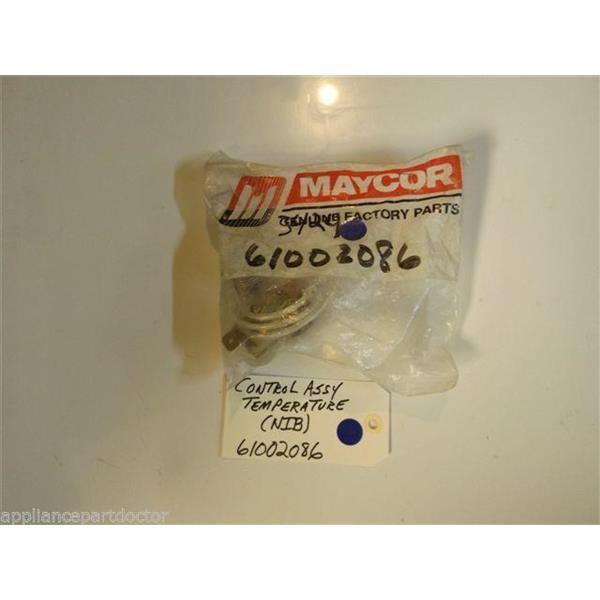 MAYCOR
GENUINE FACTORY PARTS
61002086
CONTROL ASSY
TEMPERATURE
(NIB)
61002086
appliancepartdoctor